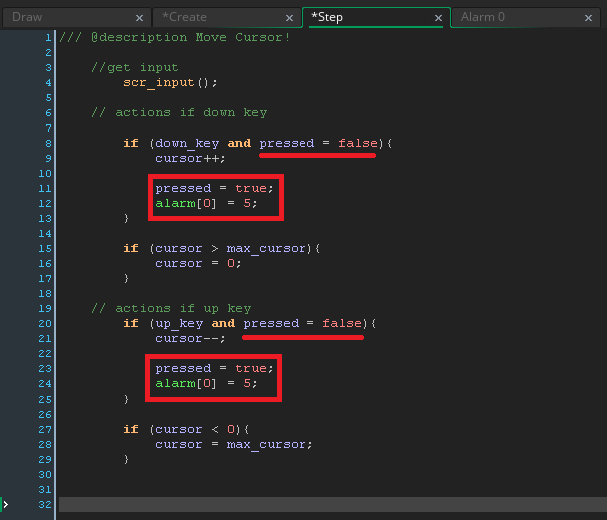 Draw × *Create × *Step × Alarm 0 ×
1 /// @description Move Cursor!
2
3 //get input
4 scr_input();
5
6 // actions if down key
7
8 if (down_key and pressed = false){
9 cursor++;
10
11 pressed = true;
12 alarm[0] = 5;
13 }
14
15 if (cursor > max_cursor){
16 cursor = 0;
17 }
18
19 // actions if up key
20 if (up_key and pressed = false){
21 cursor--;
22
23 pressed = true;
24 alarm[0] = 5;
25 }
26
27 if (cursor < 0){
28 cursor = max_cursor;
29 }
30
31
32